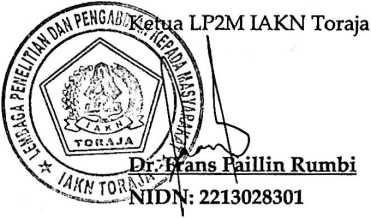 Ketua LP2M IAKN Toraja
LEMBAGA PENELITIAN DAN PENGABDIAN KEPADA MASYARAKAT
IAKN
TORAJA
IAKN TORAJA
Dr. Frans Paillin Rumbi
NIDN: 2213028301